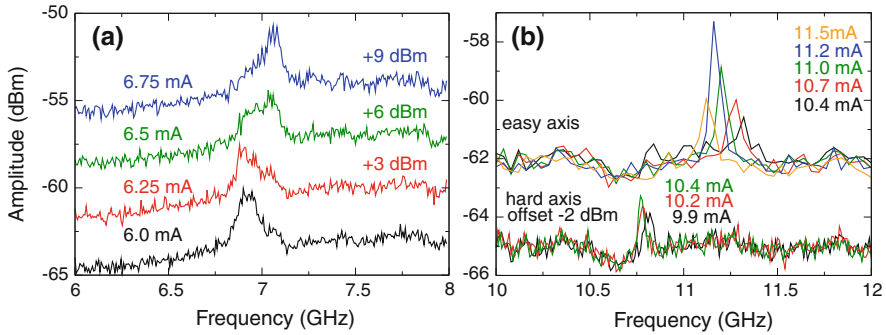 (a)
-50
-55
-60
-65
Amplitude (dBm)
6.75 mA
+9 dBm
6.5 mA
+6 dBm
6.25 mA
+3 dBm
6.0 mA
6
6.5
7
7.5
8
Frequency (GHz)
(b)
-58
-60
-62
-64
-66
11.5mA
11.2 mA
11.0 mA
10.7 mA
10.4 mA
easy axis
hard axis
offset -2 dBm
10.4 mA
10.2 mA
9.9 mA
10
10.5
11
11.5
12
Frequency (GHz)